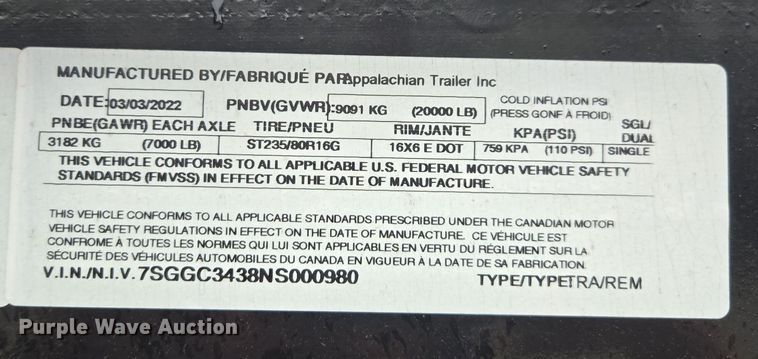 MANUFACTURED BY/FABRIQUÉ PAR Appalachian Trailer Inc
DATE: 03/03/2022 PNBV(GVWR): 9091 KG (20000 LB) COLD INFLATION PSI
(PRESS GONF À FROID)
PNBE(GAWR) EACH AXLE TIRE/PNEU RIM/JANTE KPA(PSI) SGL/
DUAL
3182 KG (7000 LB) ST235/80R16G 16X6 E DOT 759 KPA (110 PSI) SINGLE
THIS VEHICLE CONFORMS TO ALL APPLICABLE U.S. FEDERAL MOTOR VEHICLE SAFETY
STANDARDS (FMVSS) IN EFFECT ON THE DATE OF MANUFACTURE.
THIS VEHICLE CONFORMS TO ALL APPLICABLE STANDARDS PRESCRIBED UNDER THE CANADIAN MOTOR
VEHICLE SAFETY REGULATIONS IN EFFECT ON THE DATE OF MANUFACTURE. CE VÉHICULE EST
CONFROME À TOUTES LES NORMES QUI LUI SONT APPLICABLES EN VERTU DU RÉGLEMENT SUR LA
SÉCURITÉ DES VÉHICULES AUTOMOBILES DU CANADA EN VIGUEUR À LA DATE DE SA FABRICATION.
V.I.N./N.I.V. 7SGGC3438NS000980 TYPE/TYPE TRA/REM
Purple Wave Auction